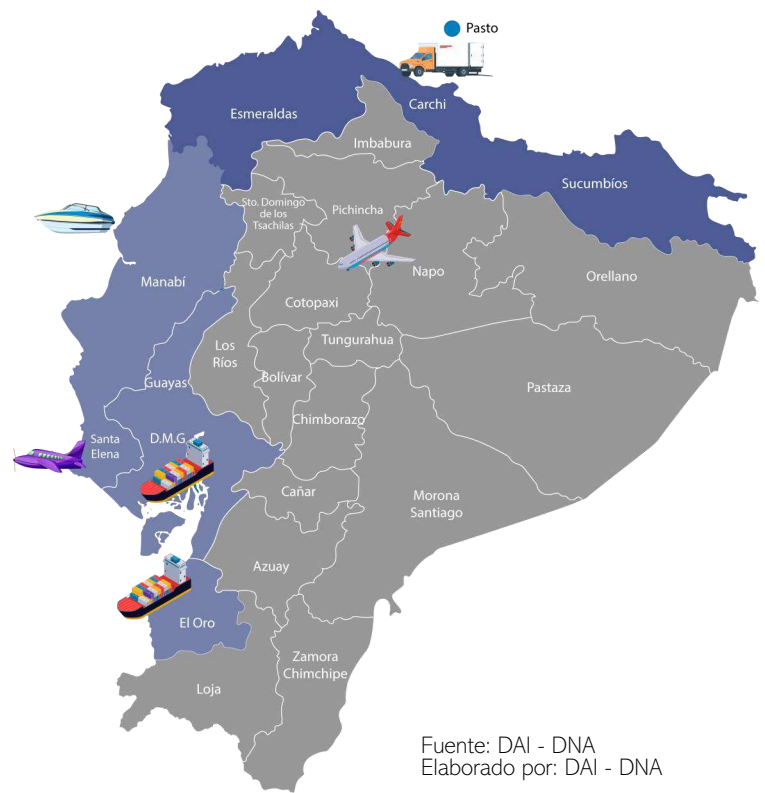 Pasto
Carchi
Esmeraldas
Imbabura
Sucumbíos
Sto. Domingo
de los
Tsachilas
Pichincha
Manabí
Napo
Orellano
Cotopaxi
Los
Ríos
Tungurahua
Bolívar
Guayas
Pastaza
Chimborazo
Santa
Elena
D.M.G
Cañar
Morona
Santiago
Azuay
El Oro
Zamora
Chimchipe
Loja
Fuente: DAI - DNA
Elaborado por: DAI - DNA